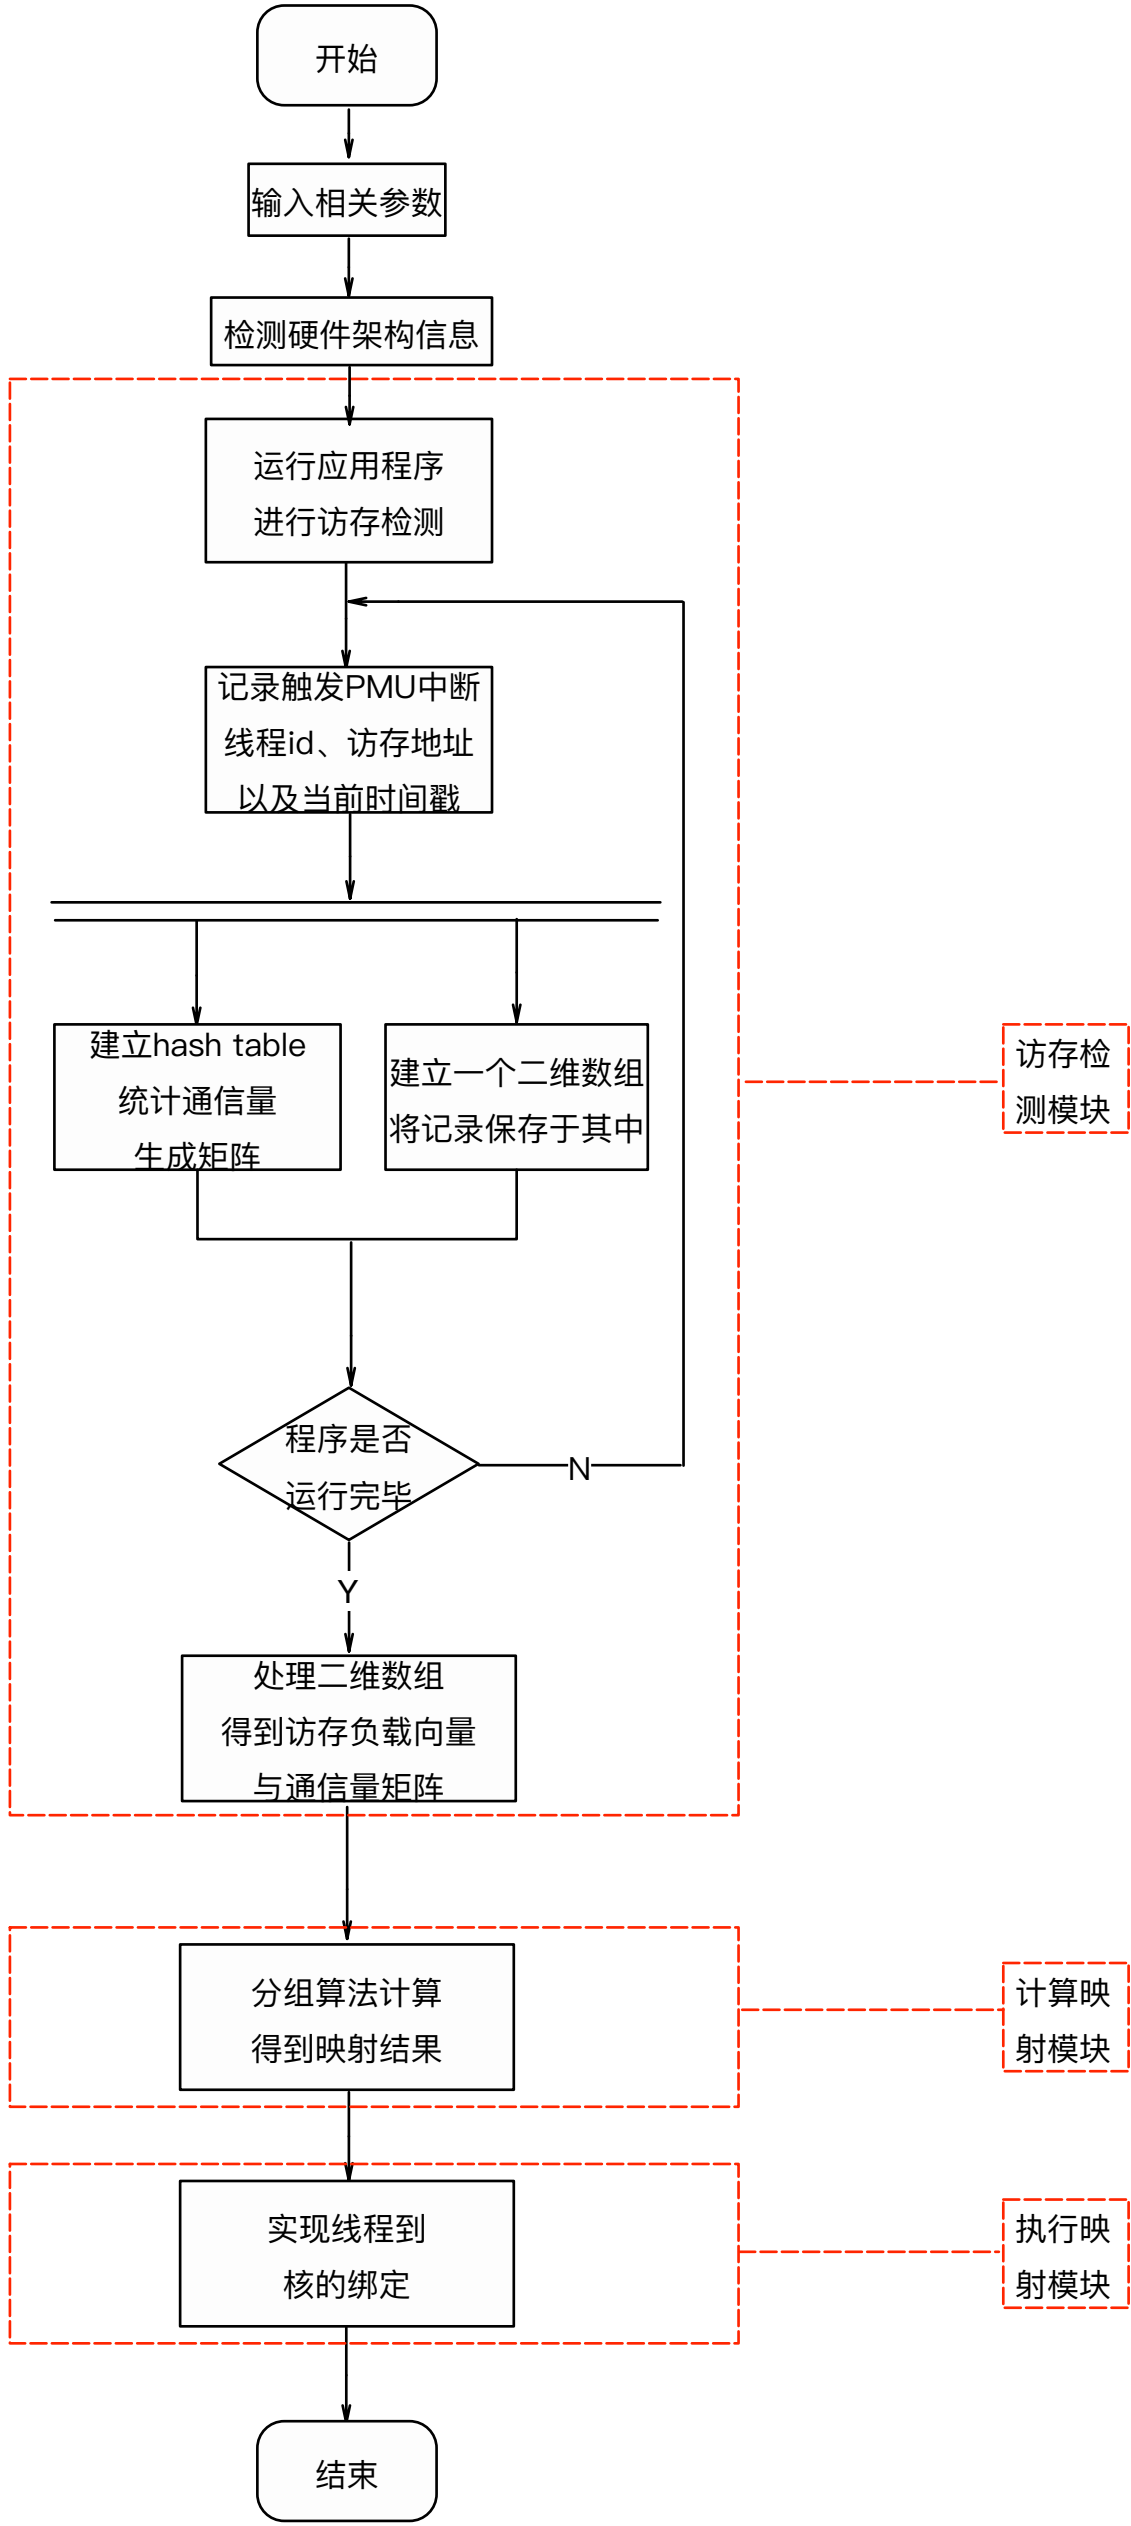 开始
输入相关参数
检测硬件架构信息
运行应用程序
进行访存检测
记录触发PMU中断
线程id、访存地址
以及当前时间戳
建立hash table
统计通信量
生成矩阵
建立一个二维数组
将记录保存于其中
访存检
测模块
程序是否
运行完毕
N
Y
处理二维数组
得到访存负载向量
与通信量矩阵
分组算法计算
得到映射结果
计算映
射模块
实现线程到
核的绑定
执行映
射模块
结束